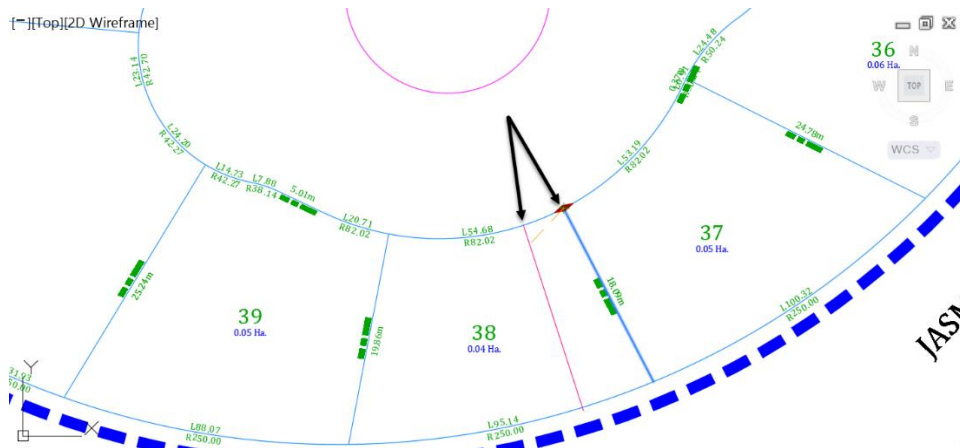 [−][Top][2D Wireframe]
L24.48
R50.24
36
0.06 Ha.
N
W
TOP
E
S
WCS
L23.14
R42.70
24.78m
L24.20
R42.27
L53.19
R82.02
L14.73
R42.27
L7.88
R38.14
5.01m
L20.71
R82.02
L54.68
R82.02
37
0.05 Ha.
25.24m
18.09m
39
0.05 Ha.
19.86m
38
0.04 Ha.
L100.32
R250.00
JASM
Y
X
31.93
50.00
L88.07
R250.00
L95.14
R250.00